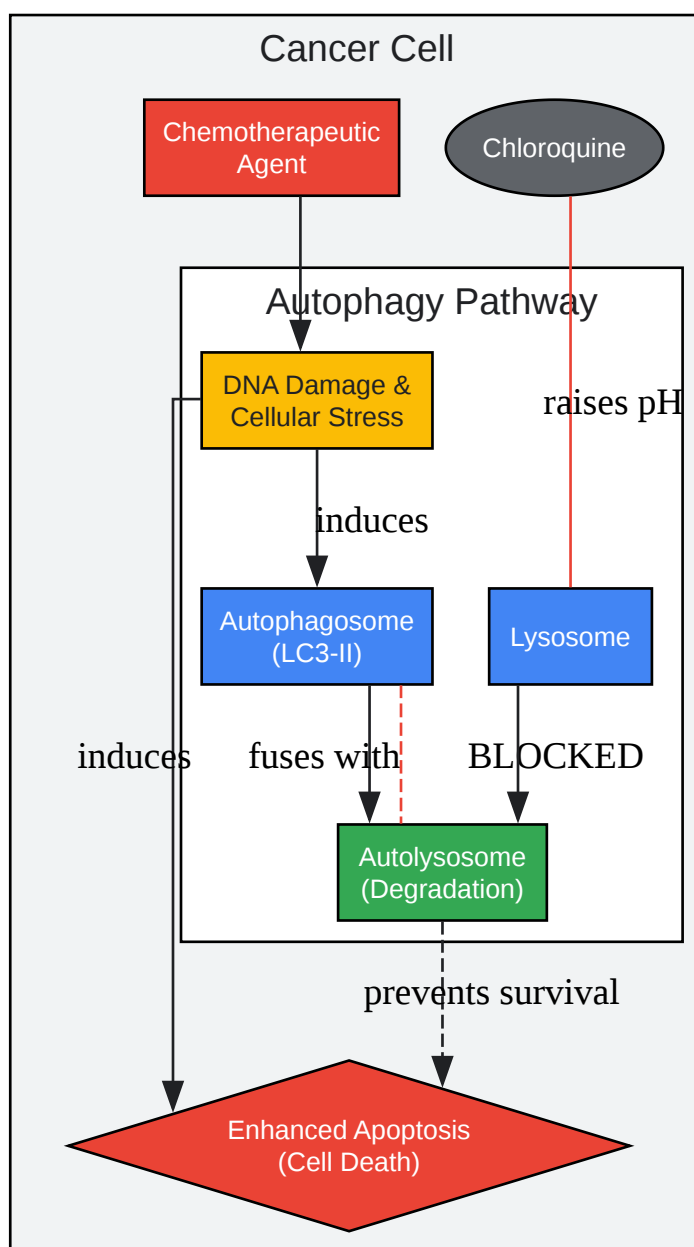 Cancer Cell
Chemotherapeutic
Agent
Chloroquine
Autophagy Pathway
DNA Damage &
Cellular Stress
raises pH
induces
Autophagosome
(LC3-II)
Lysosome
induces
fuses with
BLOCKED
Autolysosome
(Degradation)
prevents survival
Enhanced Apoptosis
(Cell Death)